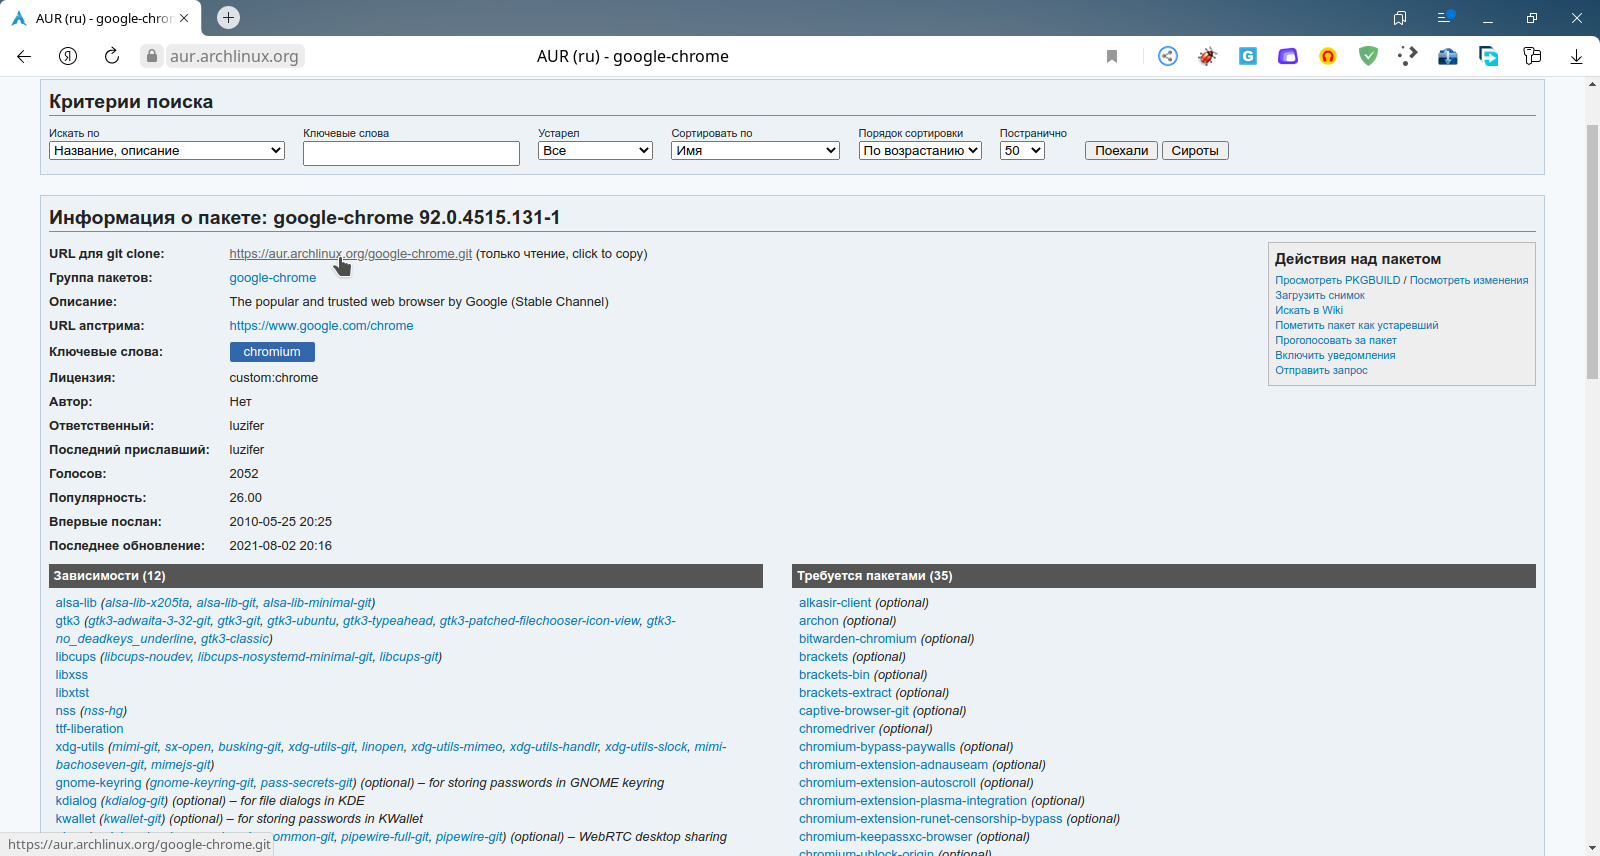 AUR (ru) - google-chro
aur.archlinux.org
AUR (ru) - google-chrome
Критерии поиска
Искать по
Ключевые слова
Устарел
Сортировать по
Порядок сортировки
Постранично
Название, описание
Все
Имя
По возрастанию
50
Поехали
Сироты
Информация о пакете: google-chrome 92.0.4515.131-1
URL для git clone: https://aur.archlinux.org/google-chrome.git (только чтение, click to copy)
Группа пакетов: google-chrome
Описание: The popular and trusted web browser by Google (Stable Channel)
URL апстрима: https://www.google.com/chrome
Ключевые слова: chromium
Лицензия: custom:chrome
Автор: Нет
Ответственный: luzifer
Последний приславший: luzifer
Голосов: 2052
Популярность: 26.00
Впервые послан: 2010-05-25 20:25
Последнее обновление: 2021-08-02 20:16
Действия над пакетом
Просмотреть PKGBUILD / Посмотреть изменения
Загрузить снимок
Искать в Wiki
Пометить пакет как устаревший
Проголосовать за пакет
Включить уведомления
Отправить запрос
Зависимости (12)
alsa-lib (alsa-lib-x205ta, alsa-lib-git, alsa-lib-minimal-git)
gtk3 (gtk3-adwaita-3-32-git, gtk3-git, gtk3-ubuntu, gtk3-typeahead, gtk3-patched-filechooser-icon-view, gtk3-
no_deadkeys_underline, gtk3-classic)
libcups (libcups-noudev, libcups-nosystemd-minimal-git, libcups-git)
libxss
libxtst
nss (nss-hg)
ttf-liberation
xdg-utils (mimi-git, sx-open, busking-git, xdg-utils-git, linopen, xdg-utils-mimeo, xdg-utils-handlr, xdg-utils-slock, mimi-
bachoseven-git, mimejs-git)
gnome-keyring (gnome-keyring-git, pass-secrets-git) (optional) – for storing passwords in GNOME keyring
kdialog (kdialog-git) (optional) – for file dialogs in KDE
kwallet (kwallet-git) (optional) – for storing passwords in KWallet
ommon-git, pipewire-full-git, pipewire-git) (optional) – WebRTC desktop sharing
Требуется пакетами (35)
alkasir-client (optional)
archon (optional)
bitwarden-chromium (optional)
brackets (optional)
brackets-bin (optional)
brackets-extract (optional)
captive-browser-git (optional)
chromedriver (optional)
chromium-bypass-paywalls (optional)
chromium-extension-adnauseam (optional)
chromium-extension-autoscroll (optional)
chromium-extension-plasma-integration (optional)
chromium-extension-runet-censorship-bypass (optional)
chromium-keepassxc-browser (optional)
chromium-ublock-origin (optional)
https://aur.archlinux.org/google-chrome.git